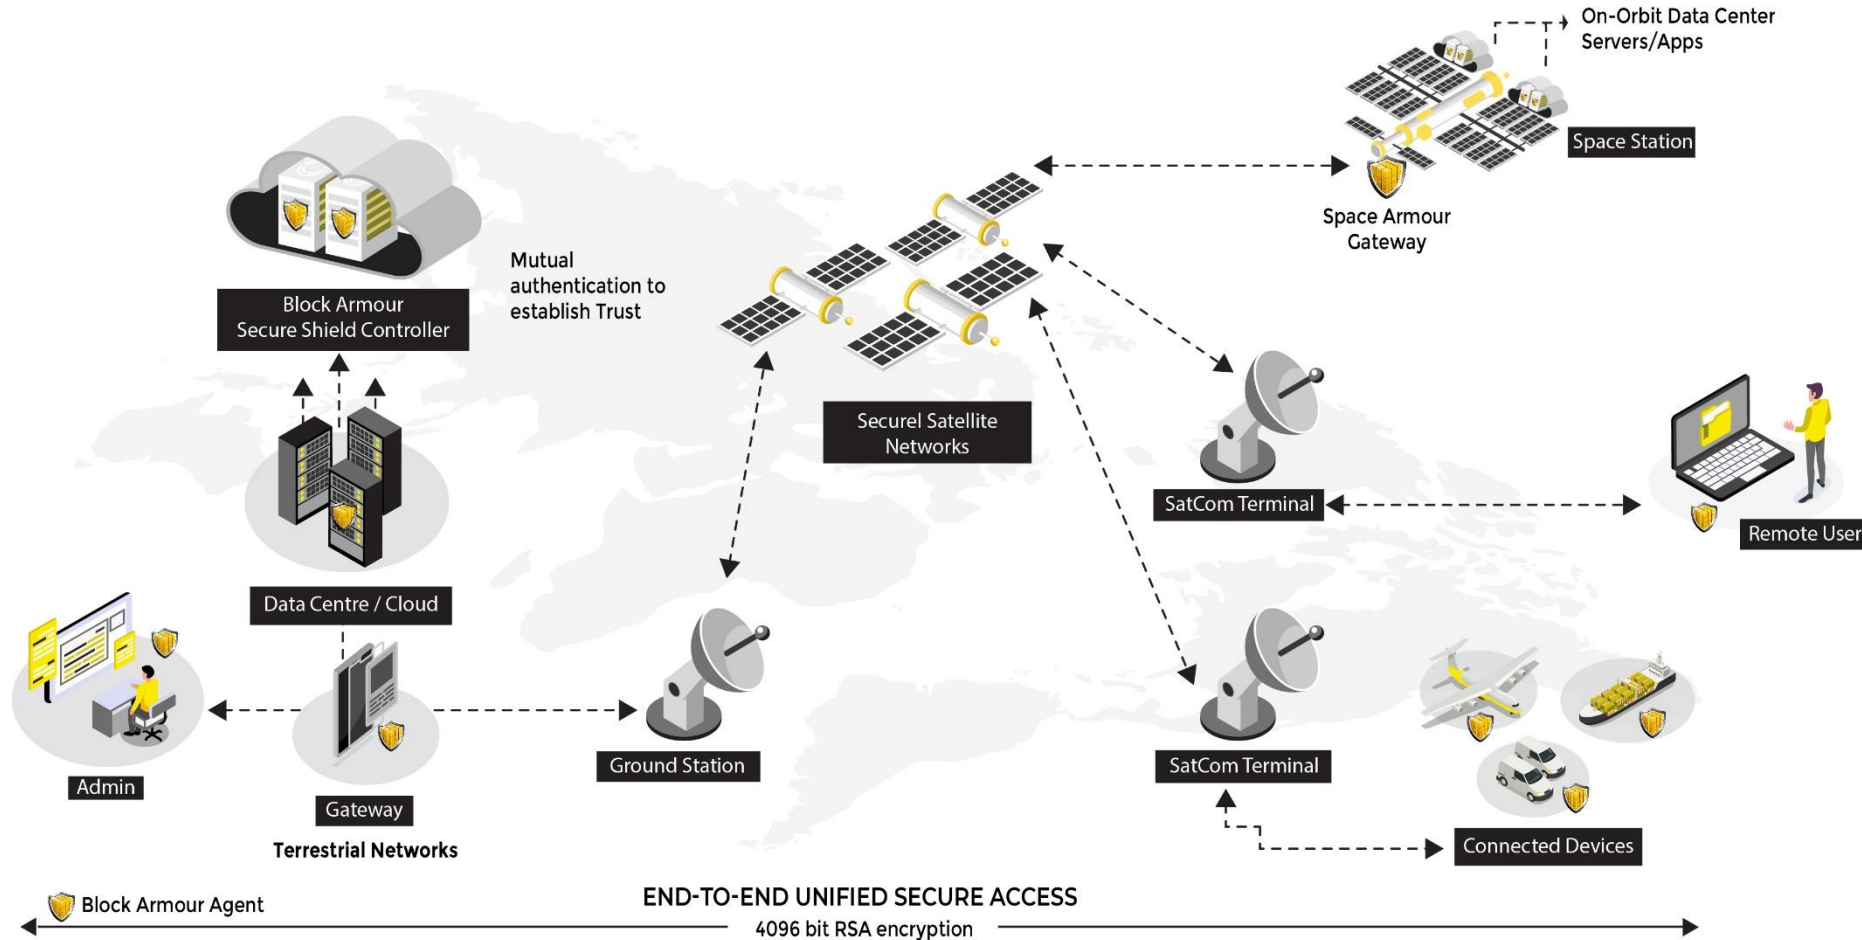 On-Orbit Data Center
Servers/Apps
Space Station
Space Armour
Gateway
Mutual
authentication to
establish Trust
Block Armour
Secure Shield Controller
Securel Satellite
Networks
SatCom Terminal
Remote User
Data Centre / Cloud
Ground Station
SatCom Terminal
Admin
Gateway
Terrestrial Networks
Connected Devices
Block Armour Agent
END-TO-END UNIFIED SECURE ACCESS
4096 bit RSA encryption